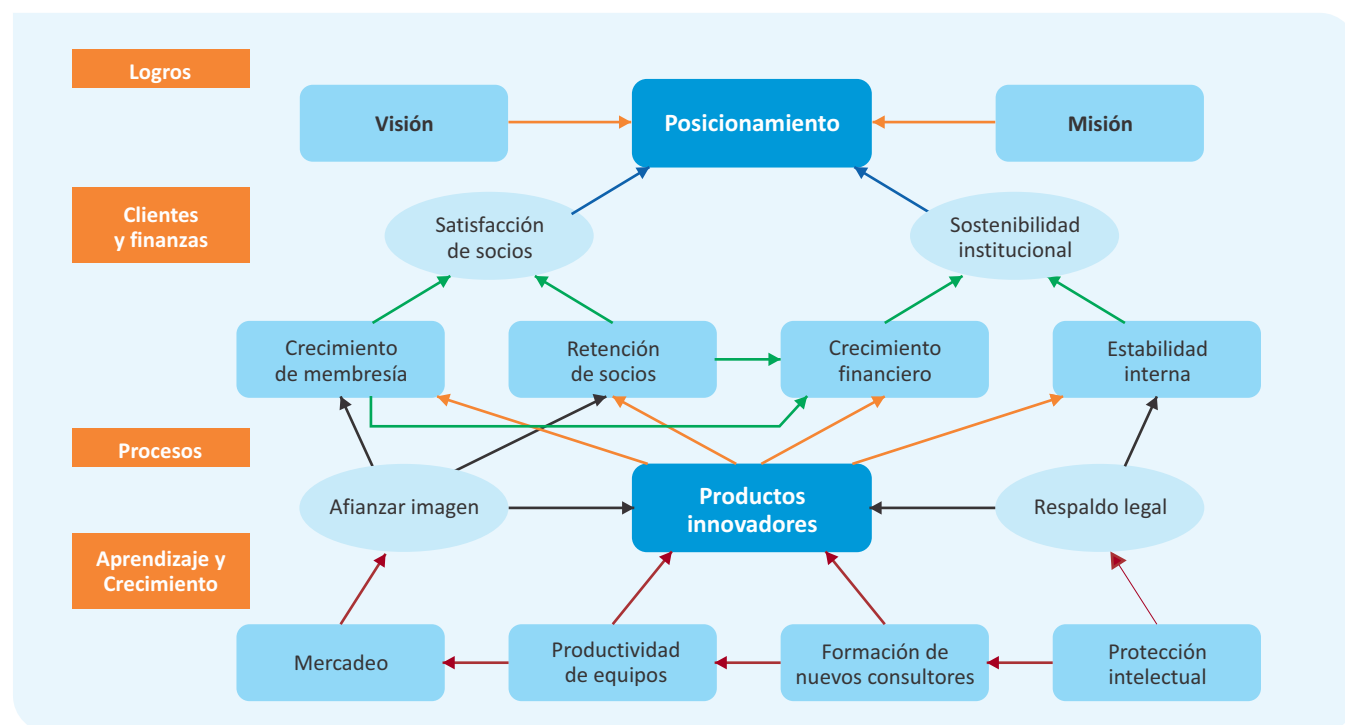 Logros
Visión
Posicionamiento
Misión
Clientes
y finanzas
Satisfacción
de socios
Sostenibilidad
institucional
Crecimiento
de membresía
Retención
de socios
Crecimiento
financiero
Estabilidad
interna
Procesos
Afianzar imagen
Productos
innovadores
Respaldo legal
Aprendizaje y
Crecimiento
Mercadeo
Productividad
de equipos
Formación de
nuevos consultores
Protección
intelectual